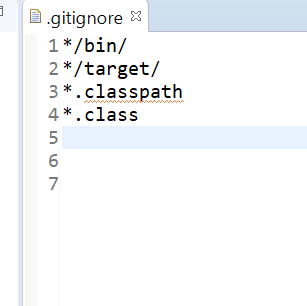 .gitignore
1 */bin/
2 */target/
3 *.classpath
4 *.class
5
6
7